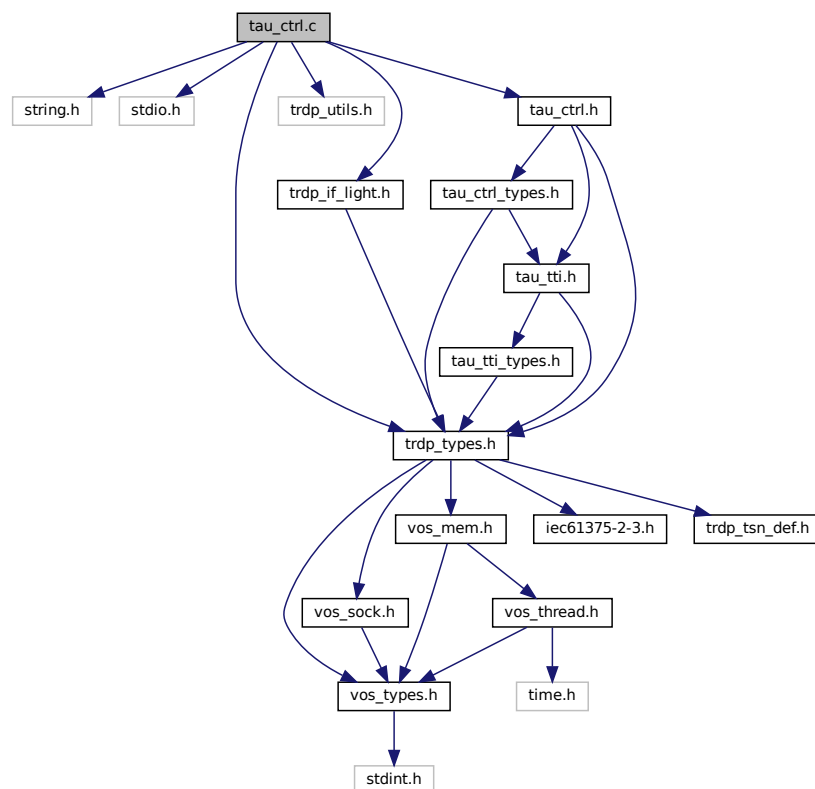 tau_ctrl.c
string.h
stdio.h
trdp_utils.h
tau_ctrl.h
trdp_if_light.h
tau_ctrl_types.h
tau_tti.h
tau_tti_types.h
trdp_types.h
vos_mem.h
iec61375-2-3.h
trdp_tsn_def.h
vos_sock.h
vos_thread.h
vos_types.h
time.h
stdint.h